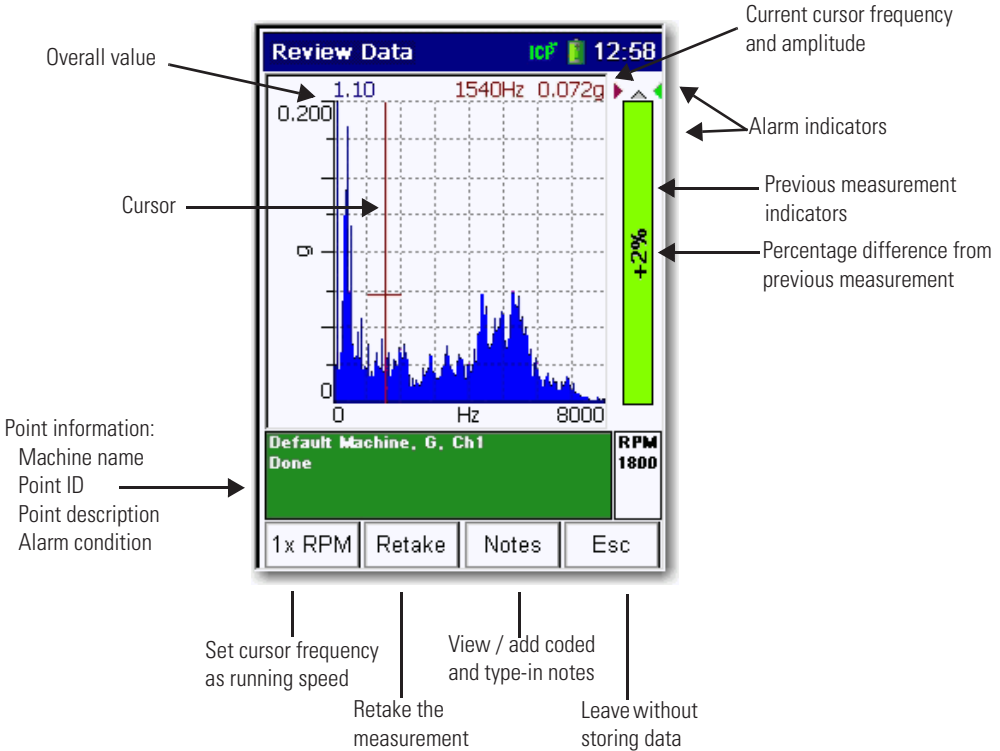 Current cursor frequency
and amplitude
Overall value
Review Data ICP 12:58
1.10 1540Hz 0.072g
0.200
Alarm indicators
Cursor
Previous measurement
indicators
g
+2%
Percentage difference from
previous measurement
0
0 Hz 8000
Point information:
Machine name
Point ID
Point description
Alarm condition
Default Machine, G, Ch1
Done
RPM
1800
1x RPM Retake Notes Esc
Set cursor frequency
as running speed
View / add coded
and type-in notes
Retake the
measurement
Leave without
storing data